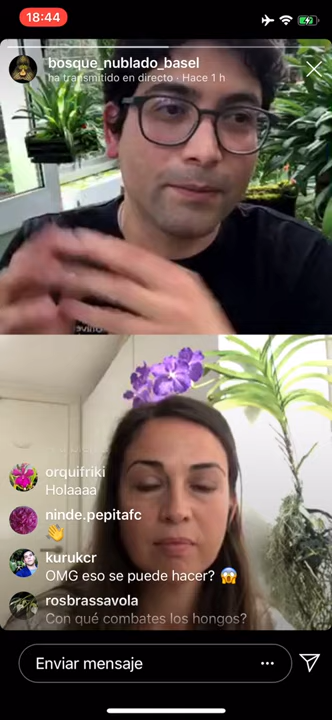 18:44
bosque_nublado_basel
ha transmitido en directo · Hace 1 h
orquifriki
Holaaaa
ninde.pepitafc
👋
kurukcr
OMG eso se puede hacer? 😱
rosbrassavola
Con qué combates los hongos?
Enviar mensaje